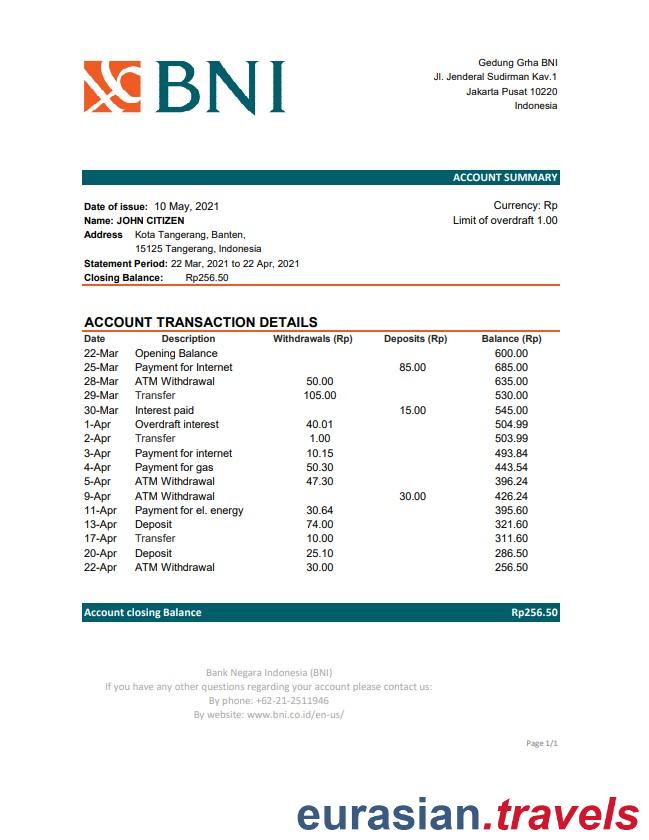 BNI
Gedung Grha BNI
Jl. Jenderal Sudirman Kav.1
Jakarta Pusat 10220
Indonesia
ACCOUNT SUMMARY
Date of issue: 10 May, 2021
Currency: Rp
Name: JOHN CITIZEN
Limit of overdraft 1.00
Address Kota Tangerang, Banten,
15125 Tangerang, Indonesia
Statement Period: 22 Mar, 2021 to 22 Apr, 2021
Closing Balance: Rp256.50
ACCOUNT TRANSACTION DETAILS
Date Description Withdrawals (Rp) Deposits (Rp) Balance (Rp)
22-Mar Opening Balance 600.00
25-Mar Payment for Internet 85.00 685.00
28-Mar ATM Withdrawal 50.00 635.00
29-Mar Transfer 105.00 530.00
30-Mar Interest paid 15.00 545.00
1-Apr Overdraft interest 40.01 504.99
2-Apr Transfer 1.00 503.99
3-Apr Payment for internet 10.15 493.84
4-Apr Payment for gas 50.30 443.54
5-Apr ATM Withdrawal 47.30 396.24
9-Apr ATM Withdrawal 30.00 426.24
11-Apr Payment for el. energy 30.64 395.60
13-Apr Deposit 74.00 321.60
17-Apr Transfer 10.00 311.60
20-Apr Deposit 25.10 286.50
22-Apr ATM Withdrawal 30.00 256.50
Account closing Balance Rp256.50
Bank Negara Indonesia (BNI)
If you have any other questions regarding your account please contact us:
By phone: +62-21-2511946
By website: www.bni.co.id/en-us/
Page 1/1
eurasian.travels